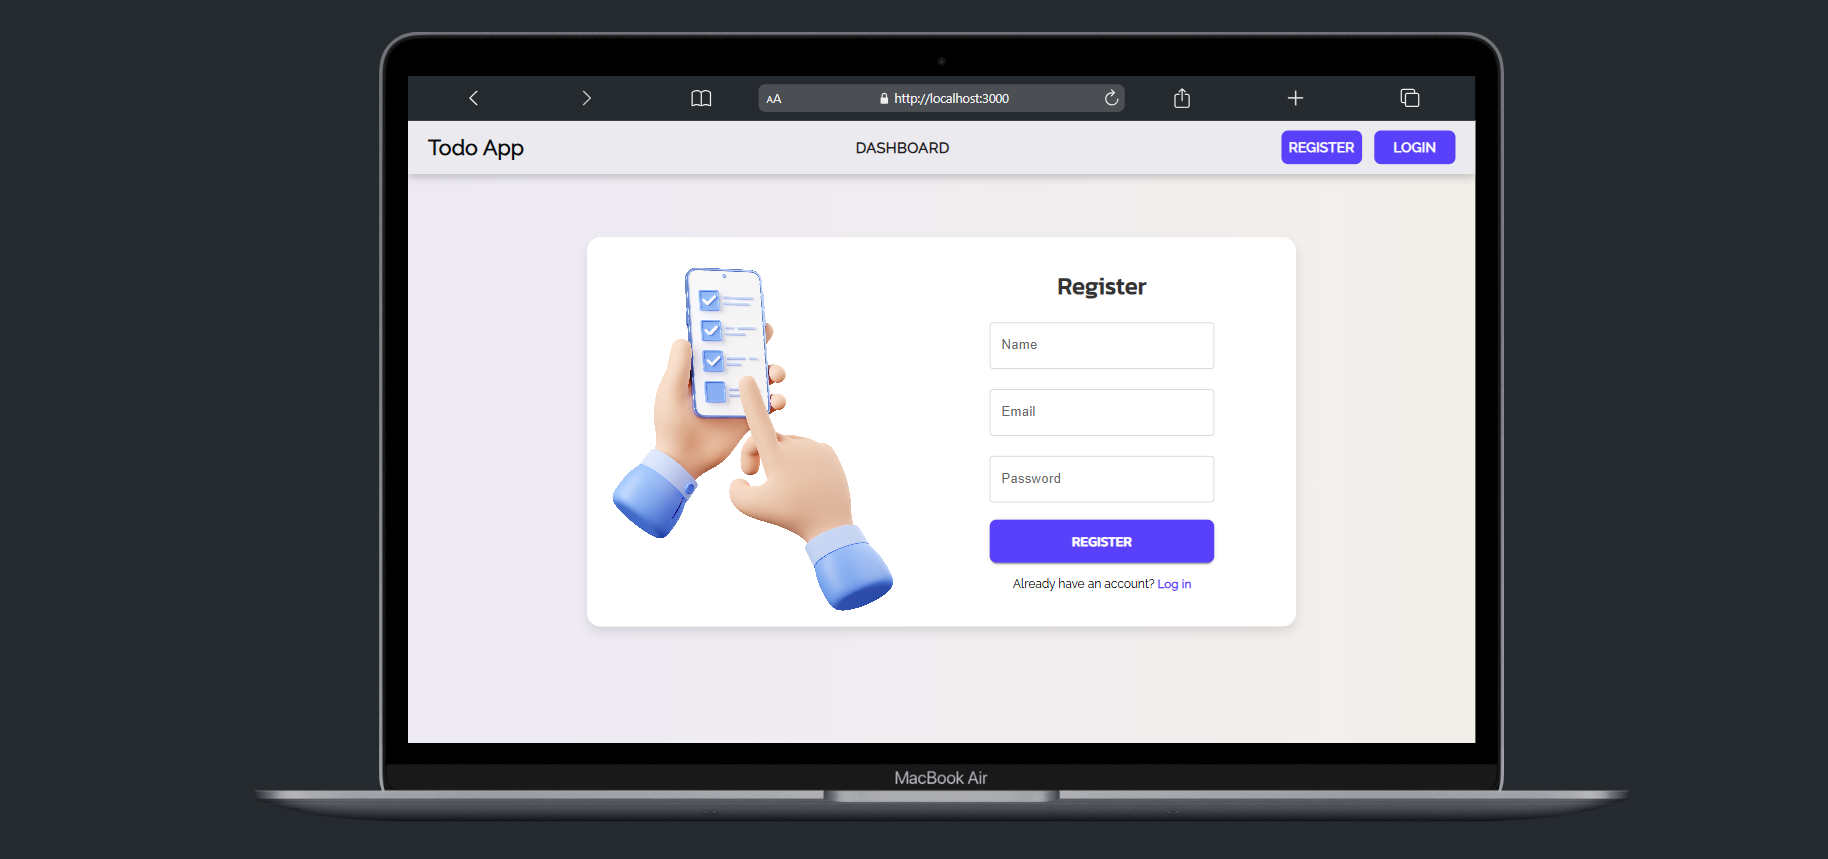 AA http://localhost:3000
Todo App DASHBOARD REGISTER LOGIN
Register
Name
Email
Password
REGISTER
Already have an account? Log in
MacBook Air